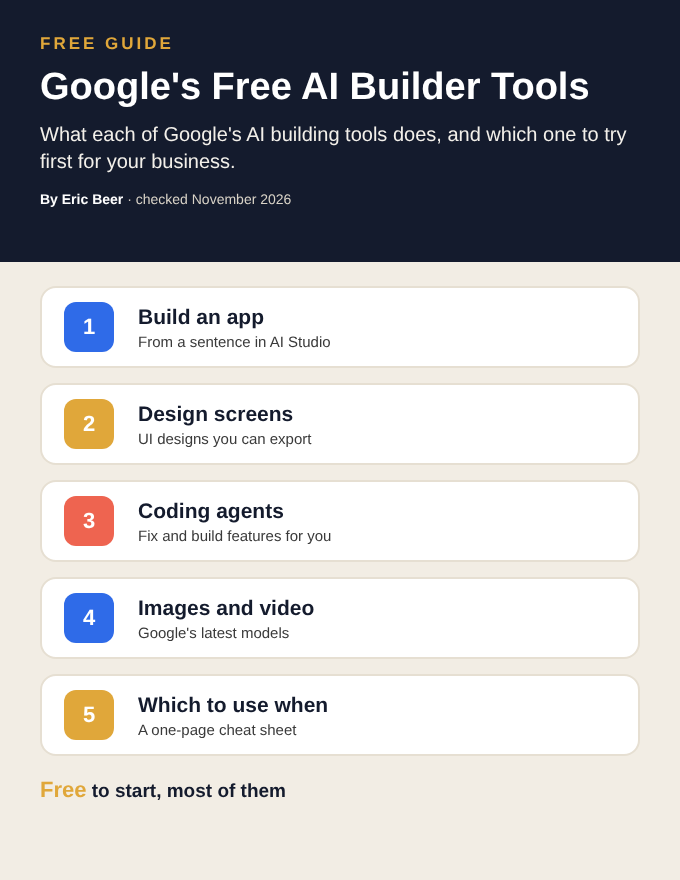 FREE GUIDE
Google's Free AI Builder Tools
What each of Google's AI building tools does, and which one to try
first for your business.
By Eric Beer · checked November 2026
1
Build an app
From a sentence in AI Studio
2
Design screens
UI designs you can export
3
Coding agents
Fix and build features for you
4
Images and video
Google's latest models
5
Which to use when
A one-page cheat sheet
Free to start, most of them